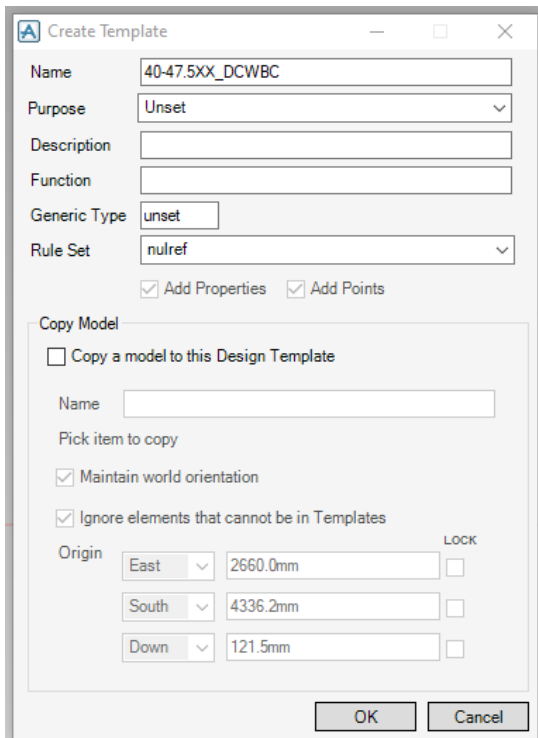 Create Template
Name 40-47.5XX_DCWBC
Purpose Unset
Description
Function
Generic Type unset
Rule Set nulref
Add Properties Add Points
Copy Model
Copy a model to this Design Template
Name
Pick item to copy
Maintain world orientation
Ignore elements that cannot be in Templates
LOCK
Origin East 2660.0mm
South 4336.2mm
Down 121.5mm
OK Cancel